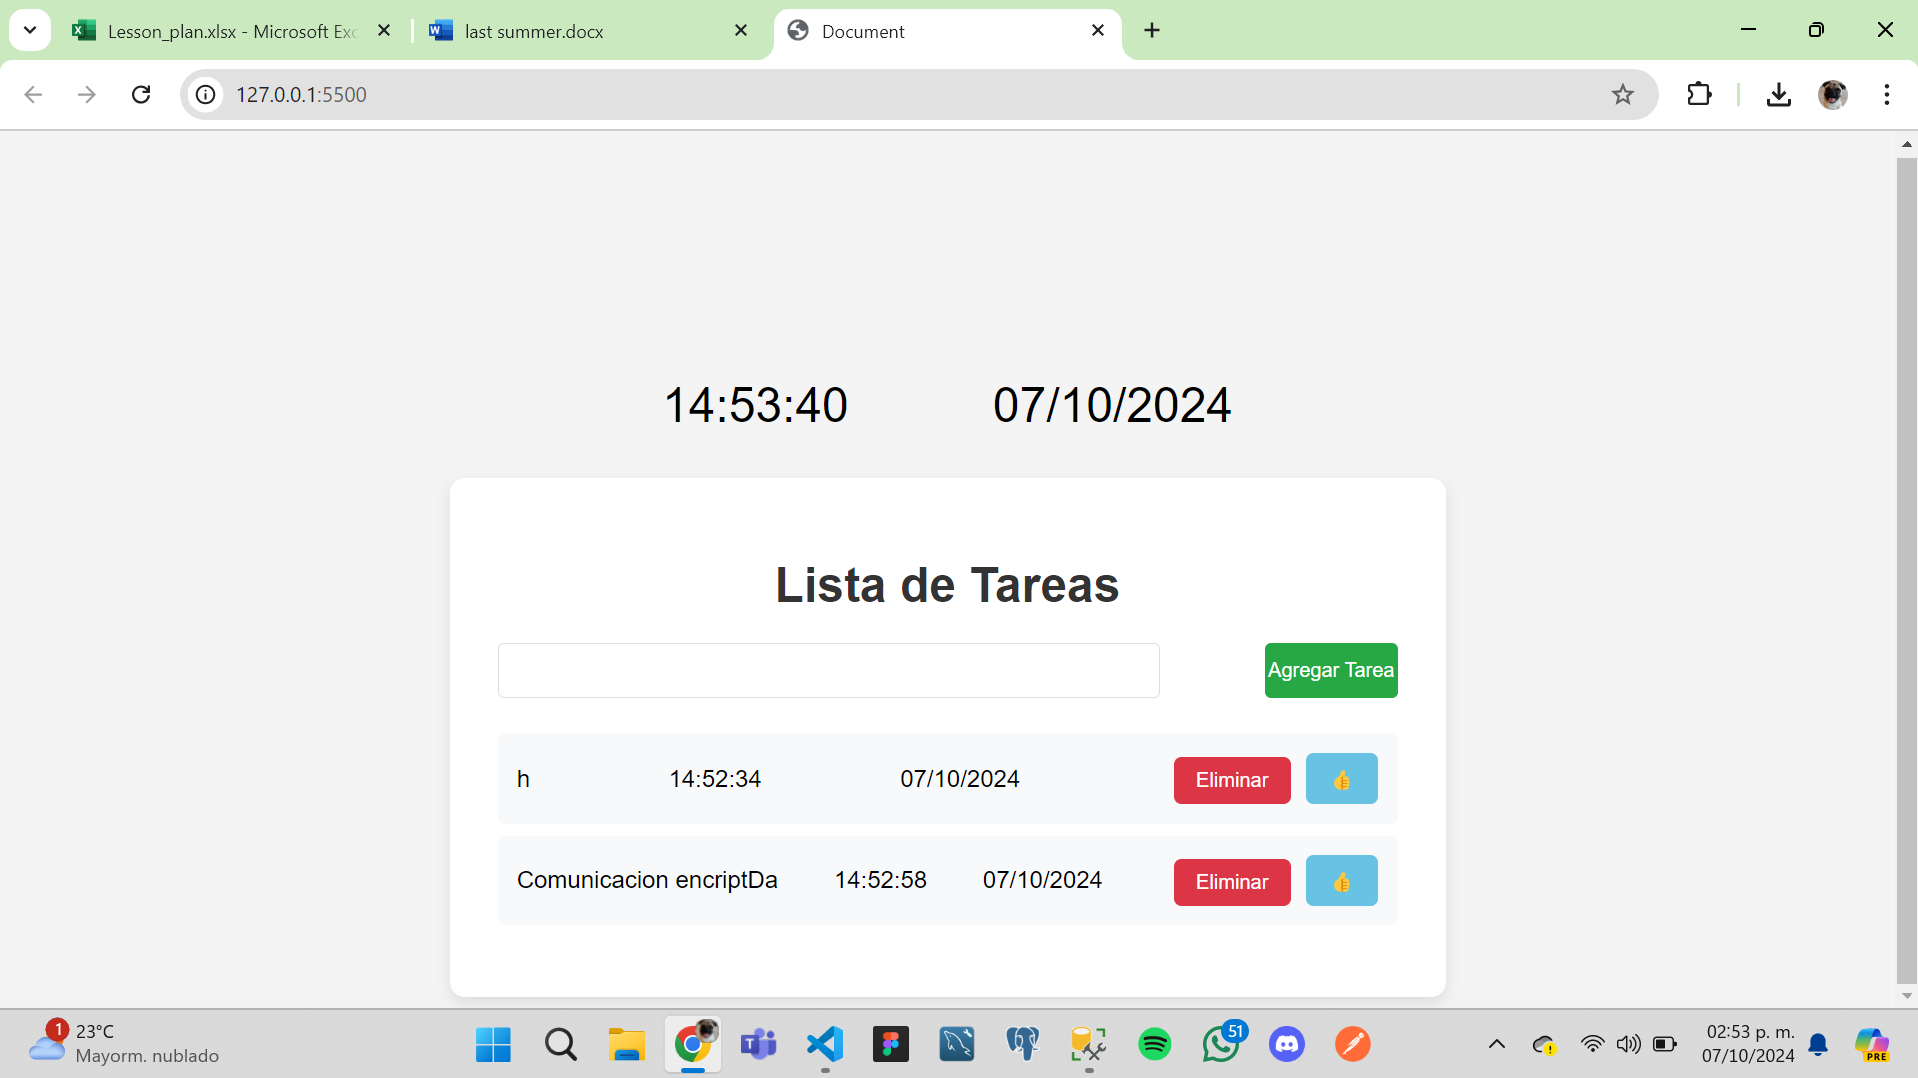 Lesson_plan.xlsx - Microsoft Exc
last summer.docx
Document
127.0.0.1:5500
14:53:40 07/10/2024
Lista de Tareas
Agregar Tarea
h 14:52:34 07/10/2024 Eliminar 👍
Comunicacion encriptDa 14:52:58 07/10/2024 Eliminar 👍
1
23°C
Mayorm. nublado
51
02:53 p. m.
07/10/2024
PRE